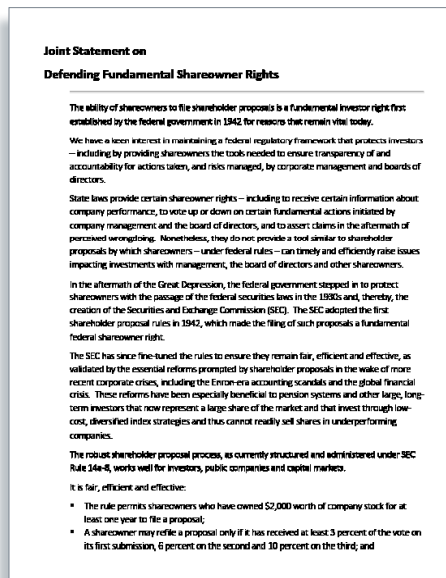 Joint Statement on
Defending Fundamental Shareowner Rights
The ability of shareowners to file shareholder proposals is a fundamental investor right first
established by the federal government in 1942 for reasons that remain vital today.
We have a keen interest in maintaining a federal regulatory framework that protects investors
– including by providing shareowners the tools needed to ensure transparency of and
accountability for actions taken, and risks managed, by corporate management and boards of
directors.
State laws provide certain shareowner rights – including to receive certain information about
company performance, to vote up or down on certain fundamental actions initiated by
company management and the board of directors, and to assert claims in the aftermath of
perceived wrongdoing. Nonetheless, they do not provide a tool similar to shareholder
proposals by which shareowners – under federal rules – can timely and efficiently raise issues
impacting investments with management, the board of directors and other shareowners.
In the aftermath of the Great Depression, the federal government stepped in to protect
shareowners with the passage of the federal securities laws in the 1930s and, thereby, the
creation of the Securities and Exchange Commission (SEC). The SEC adopted the first
shareholder proposal rules in 1942, which made the filing of such proposals a fundamental
federal shareowner right.
The SEC has since fine-tuned the rules to ensure they remain fair, efficient and effective, as
validated by the essential reforms prompted by shareholder proposals in the wake of more
recent corporate crises, including the Enron-era accounting scandals and the global financial
crisis. These reforms have been especially beneficial to pension systems and other large, long-
term investors that now represent a large share of the market and that invest through low-
cost, diversified index strategies and thus cannot readily sell shares in underperforming
companies.
The robust shareholder proposal process, as currently structured and administered under SEC
Rule 14a-8, works well for investors, public companies and capital markets.
It is fair, efficient and effective:
▪ The rule permits shareowners who have owned $2,000 worth of company stock for at
least one year to file a proposal;
▪ A shareowner may refile a proposal only if it has received at least 3 percent of the vote on
its first submission, 6 percent on the second and 10 percent on the third; and